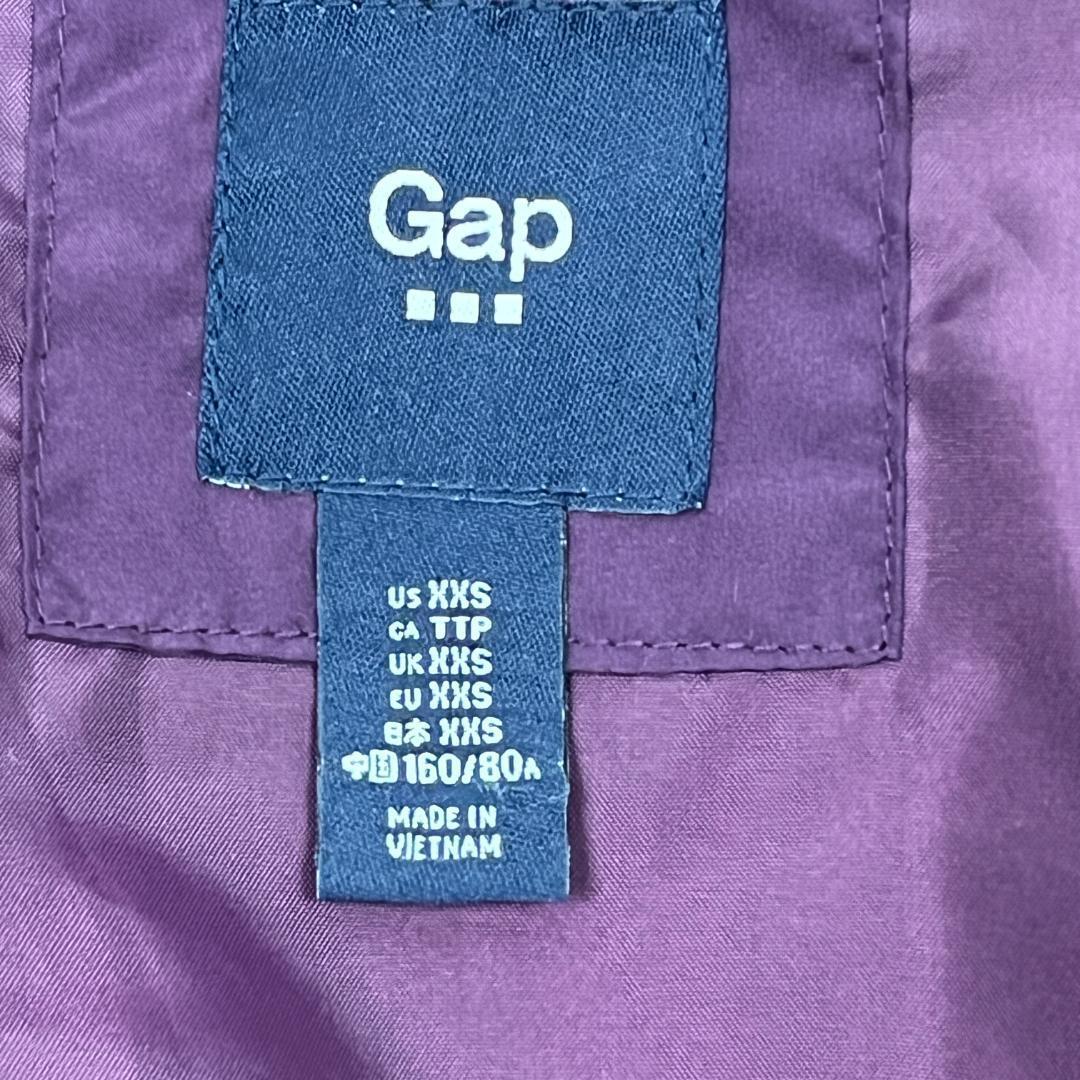 Gap
US XXS
CA TTP
UK XXS
EU XXS
日本 XXS
中国 160/80A
MADE IN
VIETNAM